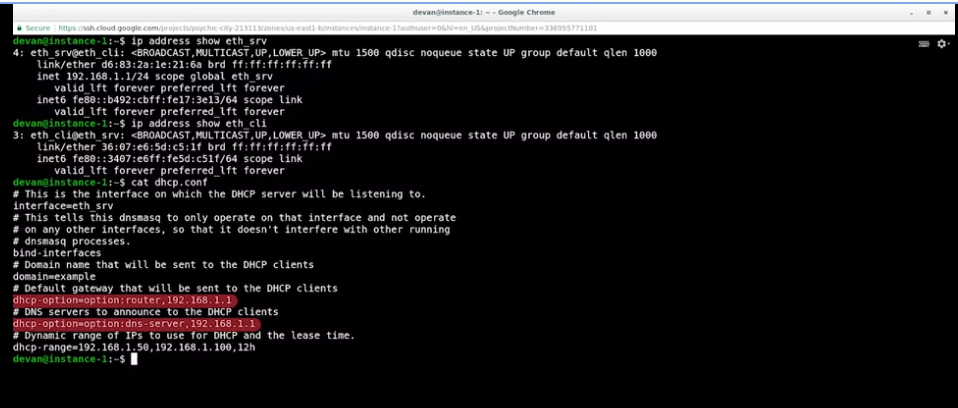 devan@instance-1: ~ - Google Chrome
Secure | https://ssh.cloud.google.com/projects/psychic-city-213113/zones/us-east1-b/instances/instance-1?authuser=0&hl=en_US&projectNumber=336955771101
devan@instance-1:~$ ip address show eth_srv
4: eth_srv@eth_cli: <BROADCAST,MULTICAST,UP,LOWER_UP> mtu 1500 qdisc noqueue state UP group default qlen 1000
link/ether d6:83:2a:1e:21:6a brd ff:ff:ff:ff:ff:ff
inet 192.168.1.1/24 scope global eth_srv
valid_lft forever preferred_lft forever
inet6 fe80::b492:cbff:fe17:3e13/64 scope link
valid_lft forever preferred_lft forever
devan@instance-1:~$ ip address show eth_cli
3: eth_cli@eth_srv: <BROADCAST,MULTICAST,UP,LOWER_UP> mtu 1500 qdisc noqueue state UP group default qlen 1000
link/ether 36:07:e6:5d:c5:1f brd ff:ff:ff:ff:ff:ff
inet6 fe80::3407:e6ff:fe5d:c51f/64 scope link
valid_lft forever preferred_lft forever
devan@instance-1:~$ cat dhcp.conf
# This is the interface on which the DHCP server will be listening to.
interface=eth_srv
# This tells this dnsmasq to only operate on that interface and not operate
# on any other interfaces, so that it doesn't interfere with other running
# dnsmasq processes.
bind-interfaces
# Domain name that will be sent to the DHCP clients
domain=example
# Default gateway that will be sent to the DHCP clients
dhcp-option=option:router,192.168.1.1
# DNS servers to announce to the DHCP clients
dhcp-option=option:dns-server,192.168.1.1
# Dynamic range of IPs to use for DHCP and the lease time.
dhcp-range=192.168.1.50,192.168.1.100,12h
devan@instance-1:~$